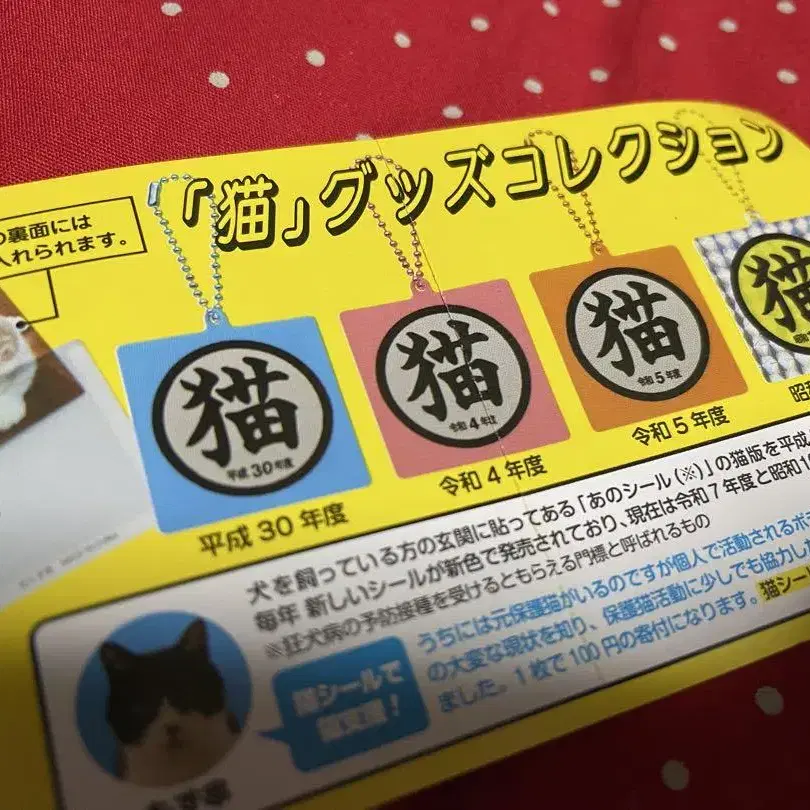 「猫」グッズコレクション
の裏面には
入れられます。
猫
平成30年度
猫
令和4年度
猫
令和5年度
猫
平成30年度
令和4年度
令和5年度
昭和
犬を飼っている方の玄関に貼ってある「あのシール(※)」の猫版を平成
毎年 新しいシールが新色で発売されており、現在は令和7年度と昭和10
※狂犬病の予防接種を受けるともらえる門標と呼ばれるもの
うちには元保護猫がいるのですが個人で活動されるボラ
の大変な現状を知り、保護猫活動に少しでも協力した
ました。1枚で100円の寄付になります。猫シール
猫シールで